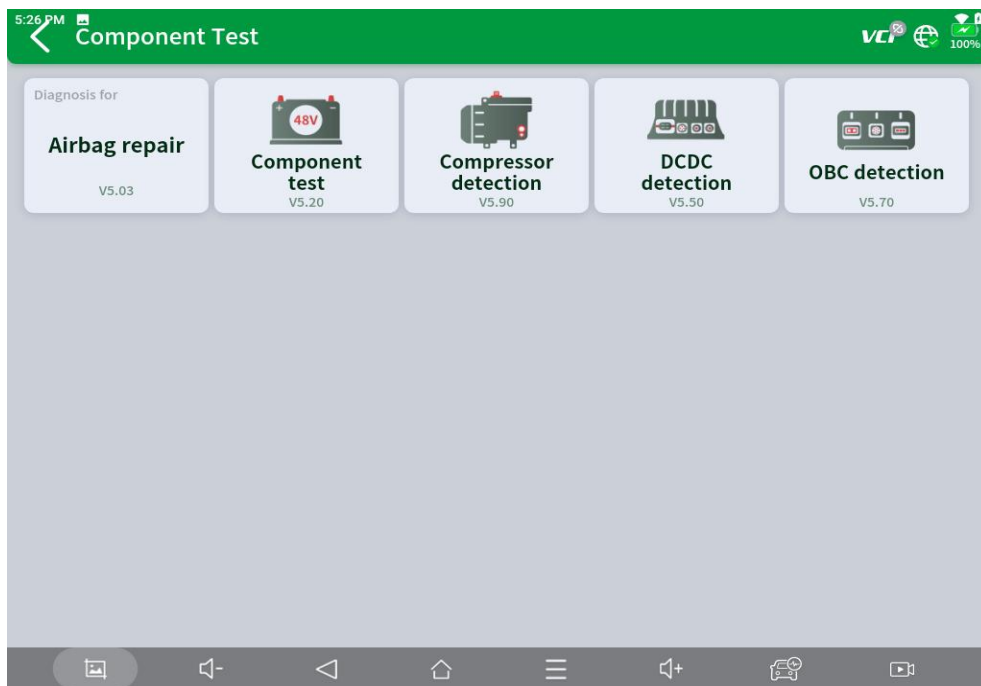 5:26 PM
Component Test
VCI
100%
Diagnosis for
Airbag repair
V5.03
48V
Component
test
V5.20
Compressor
detection
V5.90
DCDC
detection
V5.50
OBC detection
V5.70